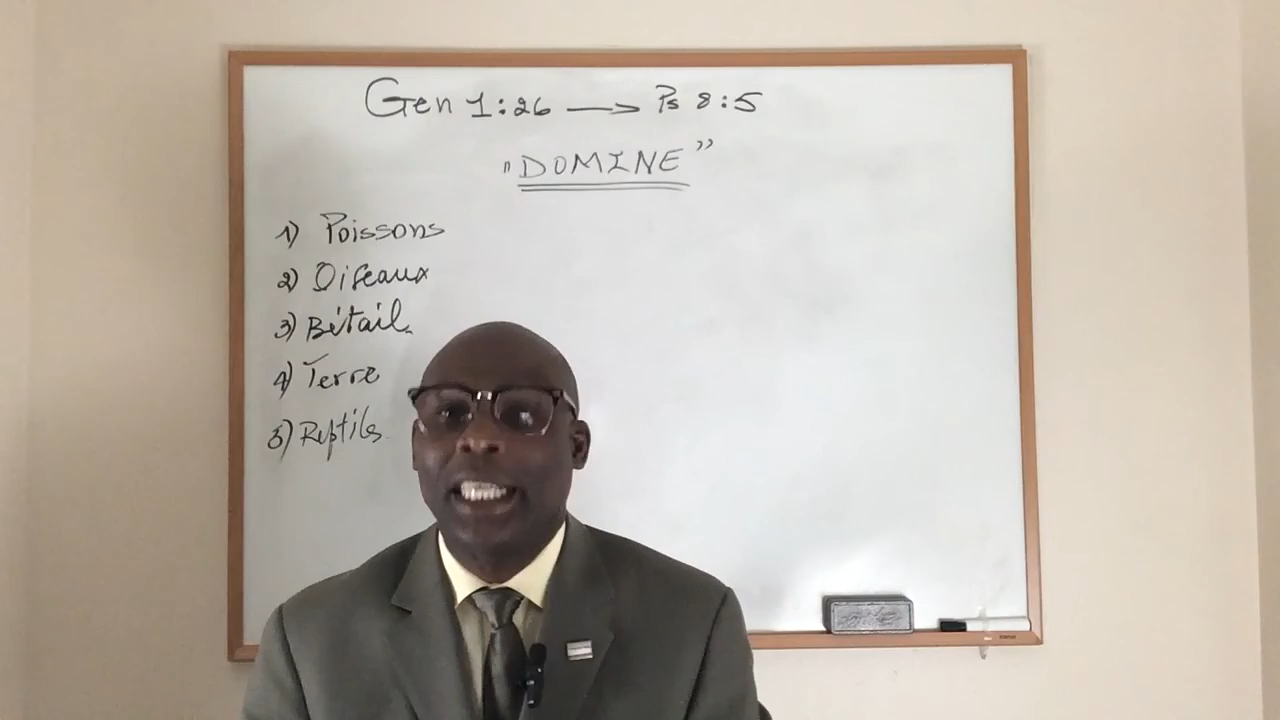 Gen 1:26 → Ps 8:5
"DOMINE"
1) Poissons
2) Oiseaux
3) Bétail
4) Terre
5) Reptiles